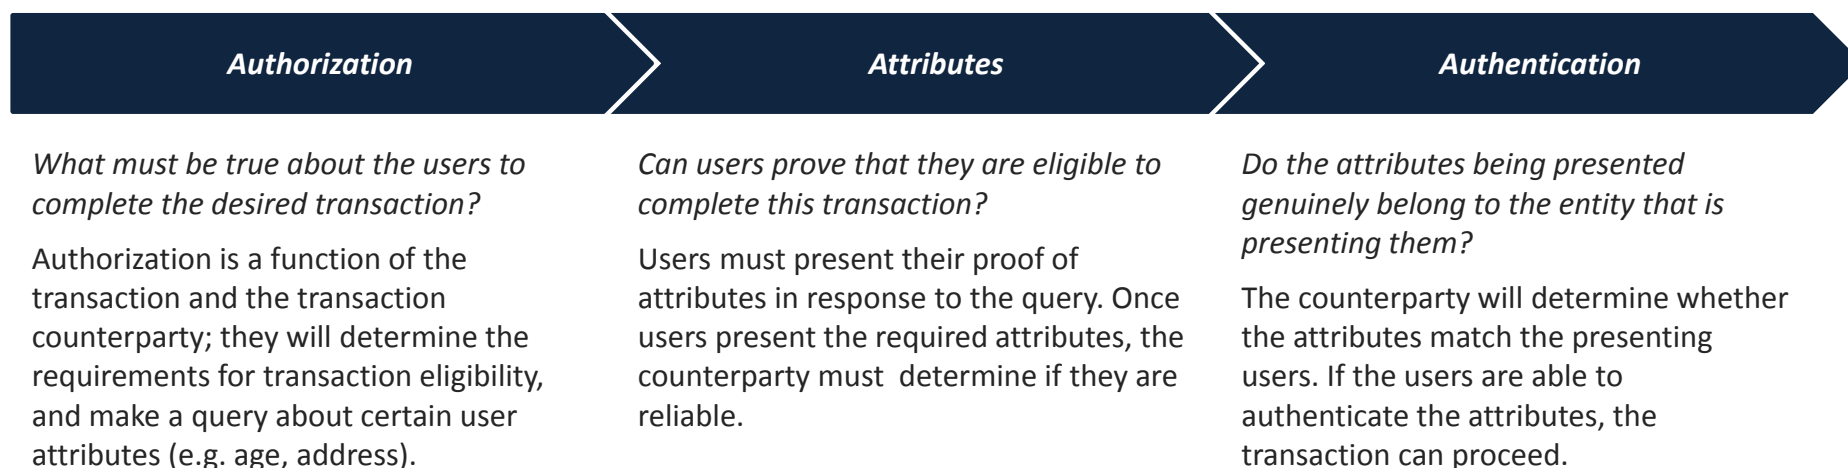 Authorization
Attributes
Authentication
What must be true about the users to
complete the desired transaction?
Authorization is a function of the
transaction and the transaction
counterparty; they will determine the
requirements for transaction eligibility,
and make a query about certain user
attributes (e.g. age, address).
Can users prove that they are eligible to
complete this transaction?
Users must present their proof of
attributes in response to the query. Once
users present the required attributes, the
counterparty must  determine if they are
reliable.
Do the attributes being presented
genuinely belong to the entity that is
presenting them?
The counterparty will determine whether
the attributes match the presenting
users. If the users are able to
authenticate the attributes, the
transaction can proceed.